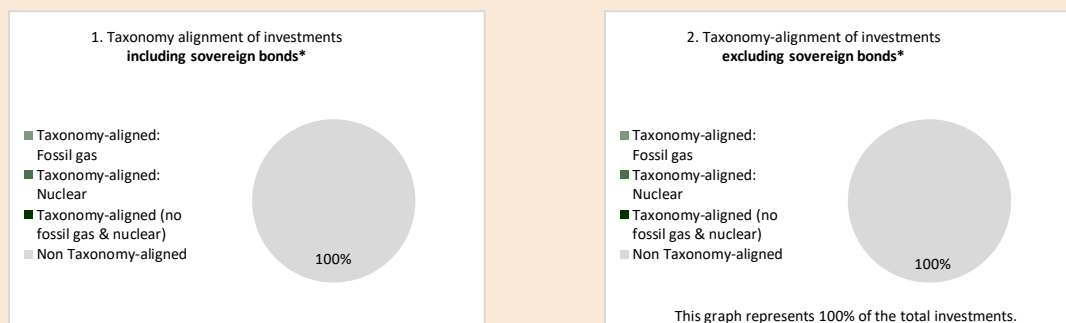 1. Taxonomy alignment of investments
including sovereign bonds*
Taxonomy-aligned:
Fossil gas
Taxonomy-aligned:
Nuclear
Taxonomy-aligned (no
fossil gas & nuclear)
Non Taxonomy-aligned
100%
2. Taxonomy-alignment of investments
excluding sovereign bonds*
Taxonomy-aligned:
Fossil gas
Taxonomy-aligned:
Nuclear
Taxonomy-aligned (no
fossil gas & nuclear)
Non Taxonomy-aligned
100%
This graph represents 100% of the total investments.